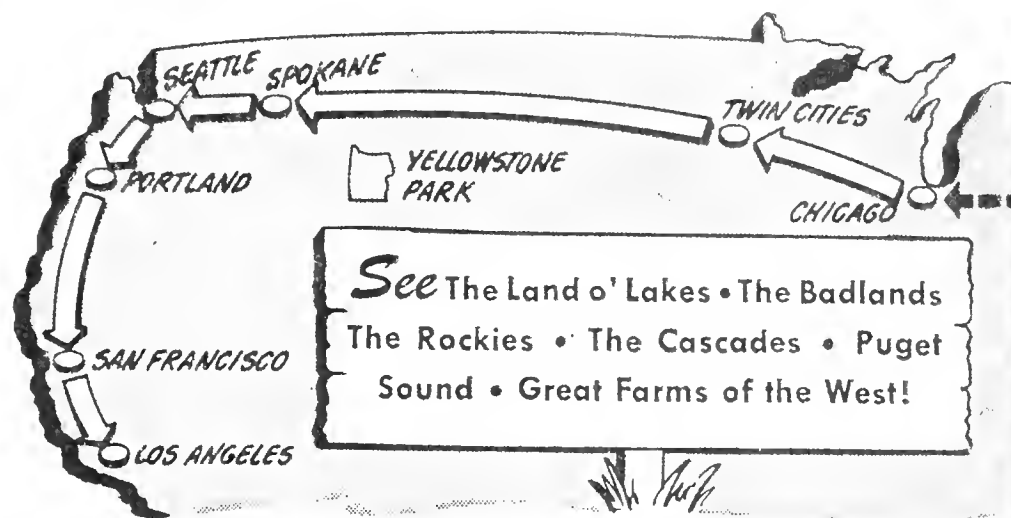 SEATTLE
SPOKANE
TWIN CITIES
PORTLAND
YELLOWSTONE
PARK
CHICAGO
See The Land o' Lakes • The Badlands
The Rockies • The Cascades • Puget
Sound • Great Farms of the West!
SAN FRANCISCO
LOS ANGELES